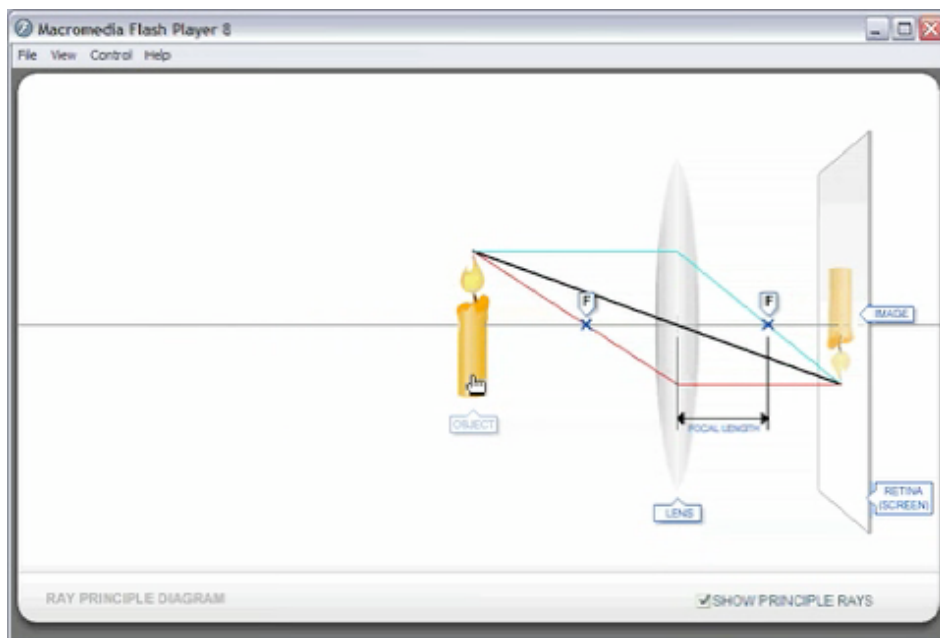 Macromedia Flash Player 8
File View Control Help
F
F
IMAGE
OBJECT
FOCAL LENGTH
RETINA
(SCREEN)
LENS
RAY PRINCIPLE DIAGRAM
SHOW PRINCIPLE RAYS